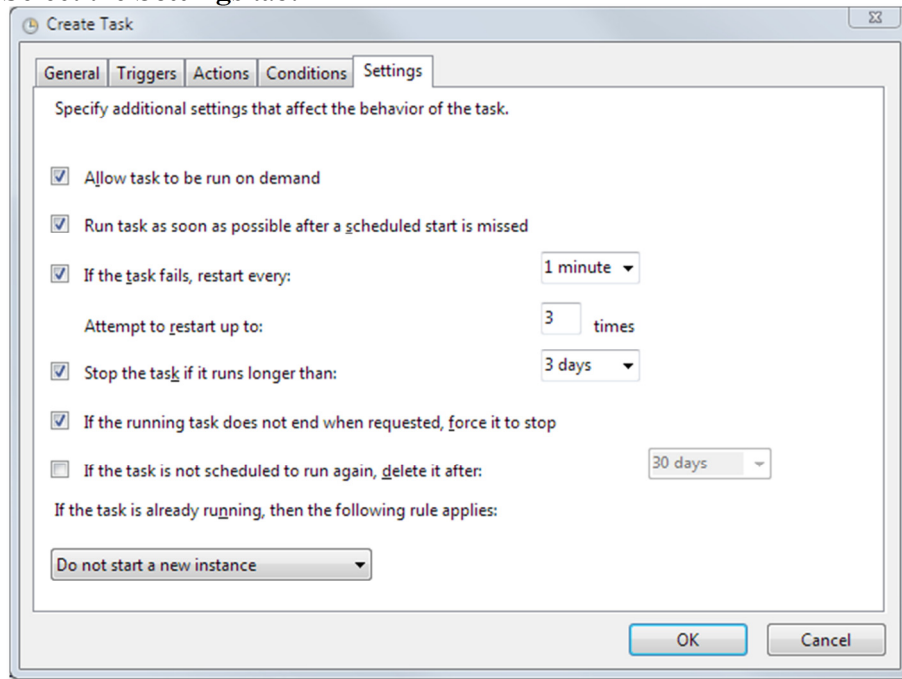 Select the Settings tab.
Create Task
General Triggers Actions Conditions Settings
Specify additional settings that affect the behavior of the task.
Allow task to be run on demand
Run task as soon as possible after a scheduled start is missed
If the task fails, restart every: 1 minute
Attempt to restart up to: 3 times
Stop the task if it runs longer than: 3 days
If the running task does not end when requested, force it to stop
If the task is not scheduled to run again, delete it after: 30 days
If the task is already running, then the following rule applies:
Do not start a new instance
OK Cancel